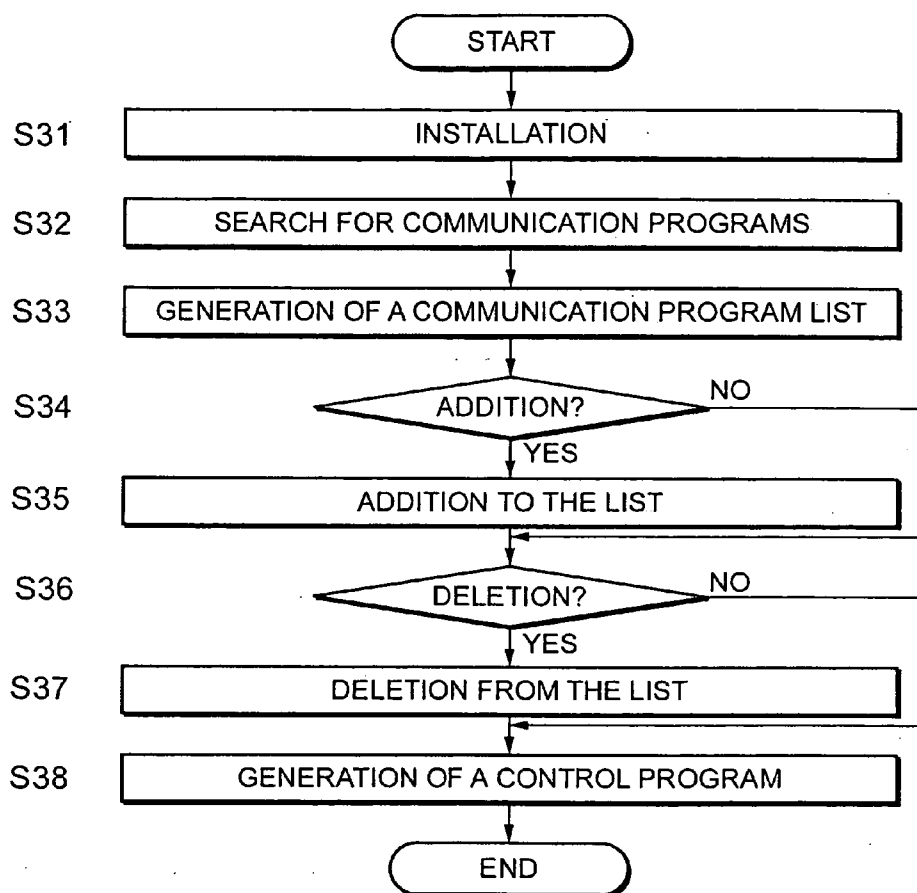 START
S31 INSTALLATION
S32 SEARCH FOR COMMUNICATION PROGRAMS
S33 GENERATION OF A COMMUNICATION PROGRAM LIST
S34 ADDITION? NO
YES
S35 ADDITION TO THE LIST
S36 DELETION? NO
YES
S37 DELETION FROM THE LIST
S38 GENERATION OF A CONTROL PROGRAM
END